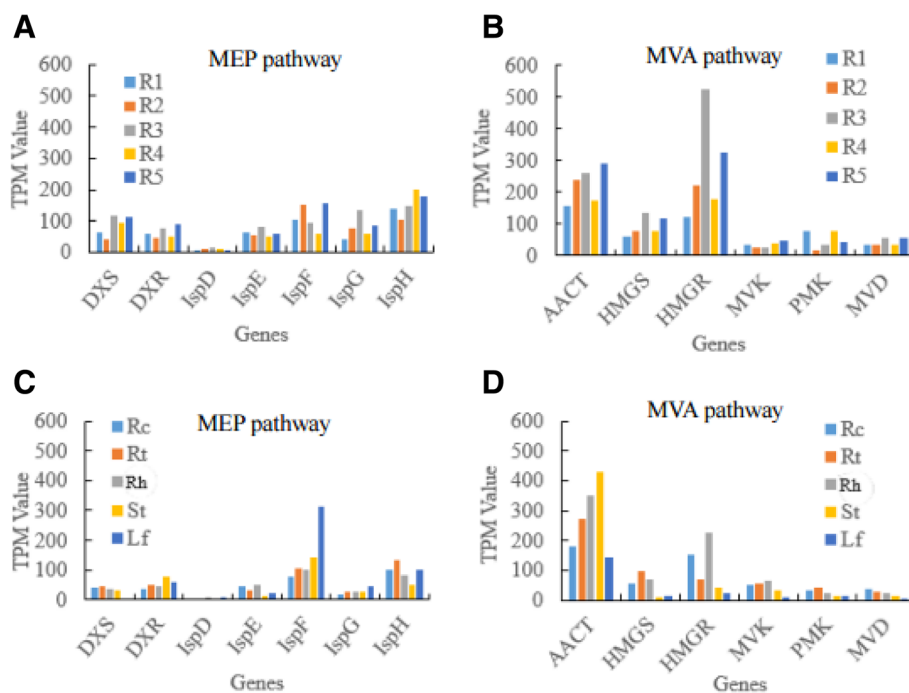 A
MEP pathway
600
500
400
300
200
100
0
TPM Value
R1
R2
R3
R4
R5
DXS
DXR
IspD
IspE
IspF
IspG
IspH
Genes
B
MVA pathway
600
500
400
300
200
100
0
TPM Value
R1
R2
R3
R4
R5
AACT
HMGS
HMGR
MVK
PMK
MVD
Genes
C
MEP pathway
600
500
400
300
200
100
0
TPM Value
Rc
Rt
Rh
St
Lf
DXS
DXR
IspD
IspE
IspF
IspG
IspH
Genes
D
MVA pathway
600
500
400
300
200
100
0
TPM Value
Rc
Rt
Rh
St
Lf
AACT
HMGS
HMGR
MVK
PMK
MVD
Genes